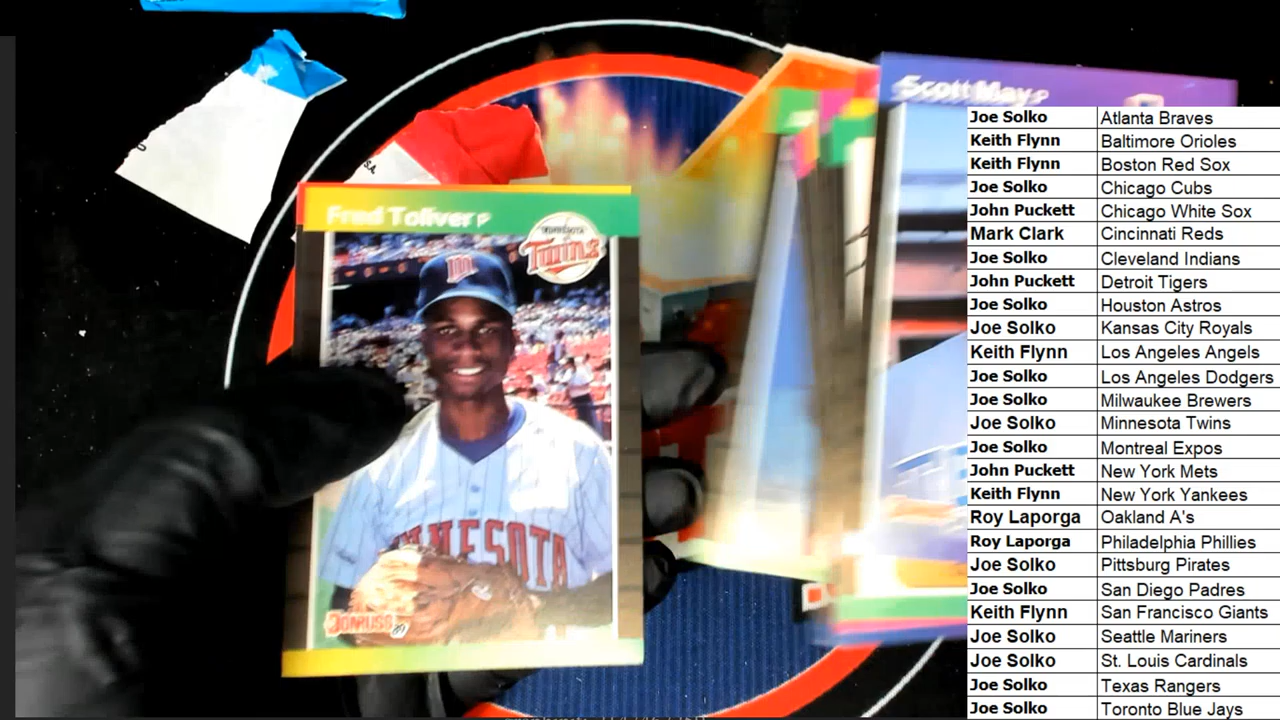 Scott May P
S.A.
Fred Toliver P
MINNESOTA
Twins
m
MINNESOTA
DONRUSS 89
Joe Solko Atlanta Braves
Keith Flynn Baltimore Orioles
Keith Flynn Boston Red Sox
Joe Solko Chicago Cubs
John Puckett Chicago White Sox
Mark Clark Cincinnati Reds
Joe Solko Cleveland Indians
John Puckett Detroit Tigers
Joe Solko Houston Astros
Joe Solko Kansas City Royals
Keith Flynn Los Angeles Angels
Joe Solko Los Angeles Dodgers
Joe Solko Milwaukee Brewers
Joe Solko Minnesota Twins
Joe Solko Montreal Expos
John Puckett New York Mets
Keith Flynn New York Yankees
Roy Laporga Oakland A's
Roy Laporga Philadelphia Phillies
Joe Solko Pittsburg Pirates
Joe Solko San Diego Padres
Keith Flynn San Francisco Giants
Joe Solko Seattle Mariners
Joe Solko St. Louis Cardinals
Joe Solko Texas Rangers
Joe Solko Toronto Blue Jays